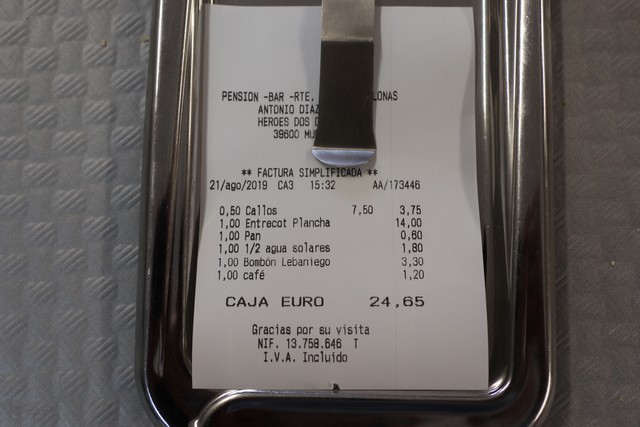 PENSION -BAR -RTE. LONAS
ANTONIO DIAZ
HEROES DOS D
39600 MU
** FACTURA SIMPLIFICADA **
21/ago/2019 CA3 15:32 AA/173446
0,50 Callos 7,50 3,75
1,00 Entrecot Plancha 14,00
1,00 Pan 0,60
1,00 1/2 agua solares 1,80
1,00 Bombón Lebaniego 3,30
1,00 café 1,20
CAJA EURO 24,65
Gracias por su visita
NIF. 13.758.646 T
I.V.A. Incluido